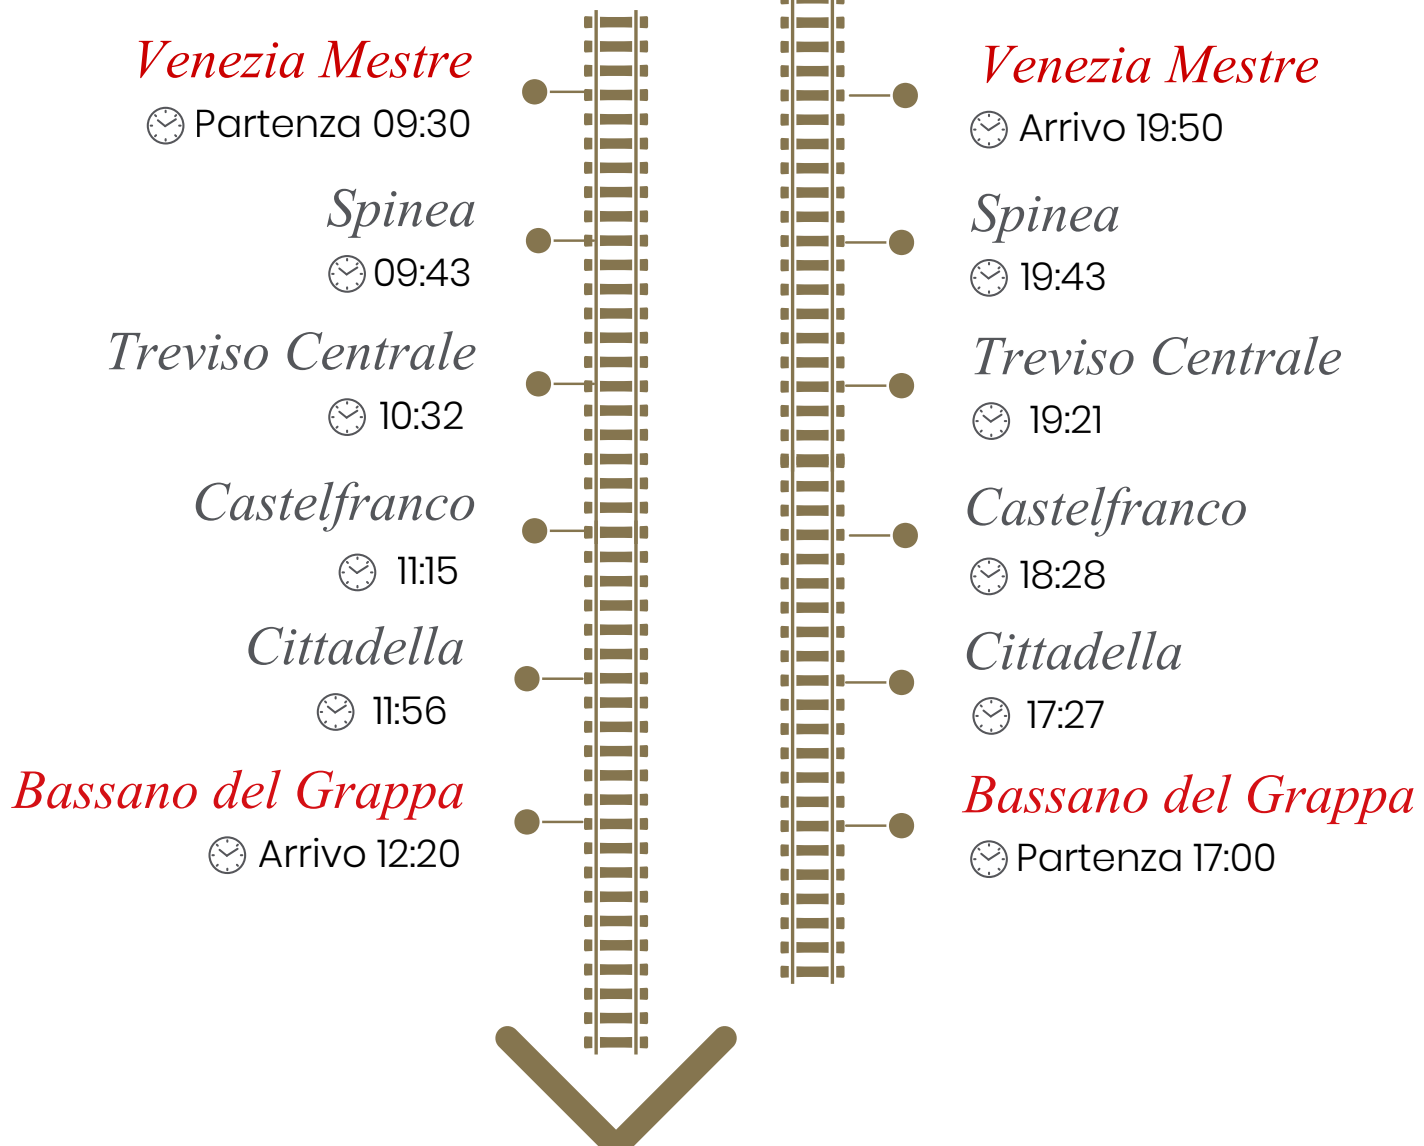 Venezia Mestre
Partenza 09:30
Spinea
09:43
Treviso Centrale
10:32
Castelfranco
11:15
Cittadella
11:56
Bassano del Grappa
Arrivo 12:20
Venezia Mestre
Arrivo 19:50
Spinea
19:43
Treviso Centrale
19:21
Castelfranco
18:28
Cittadella
17:27
Bassano del Grappa
Partenza 17:00